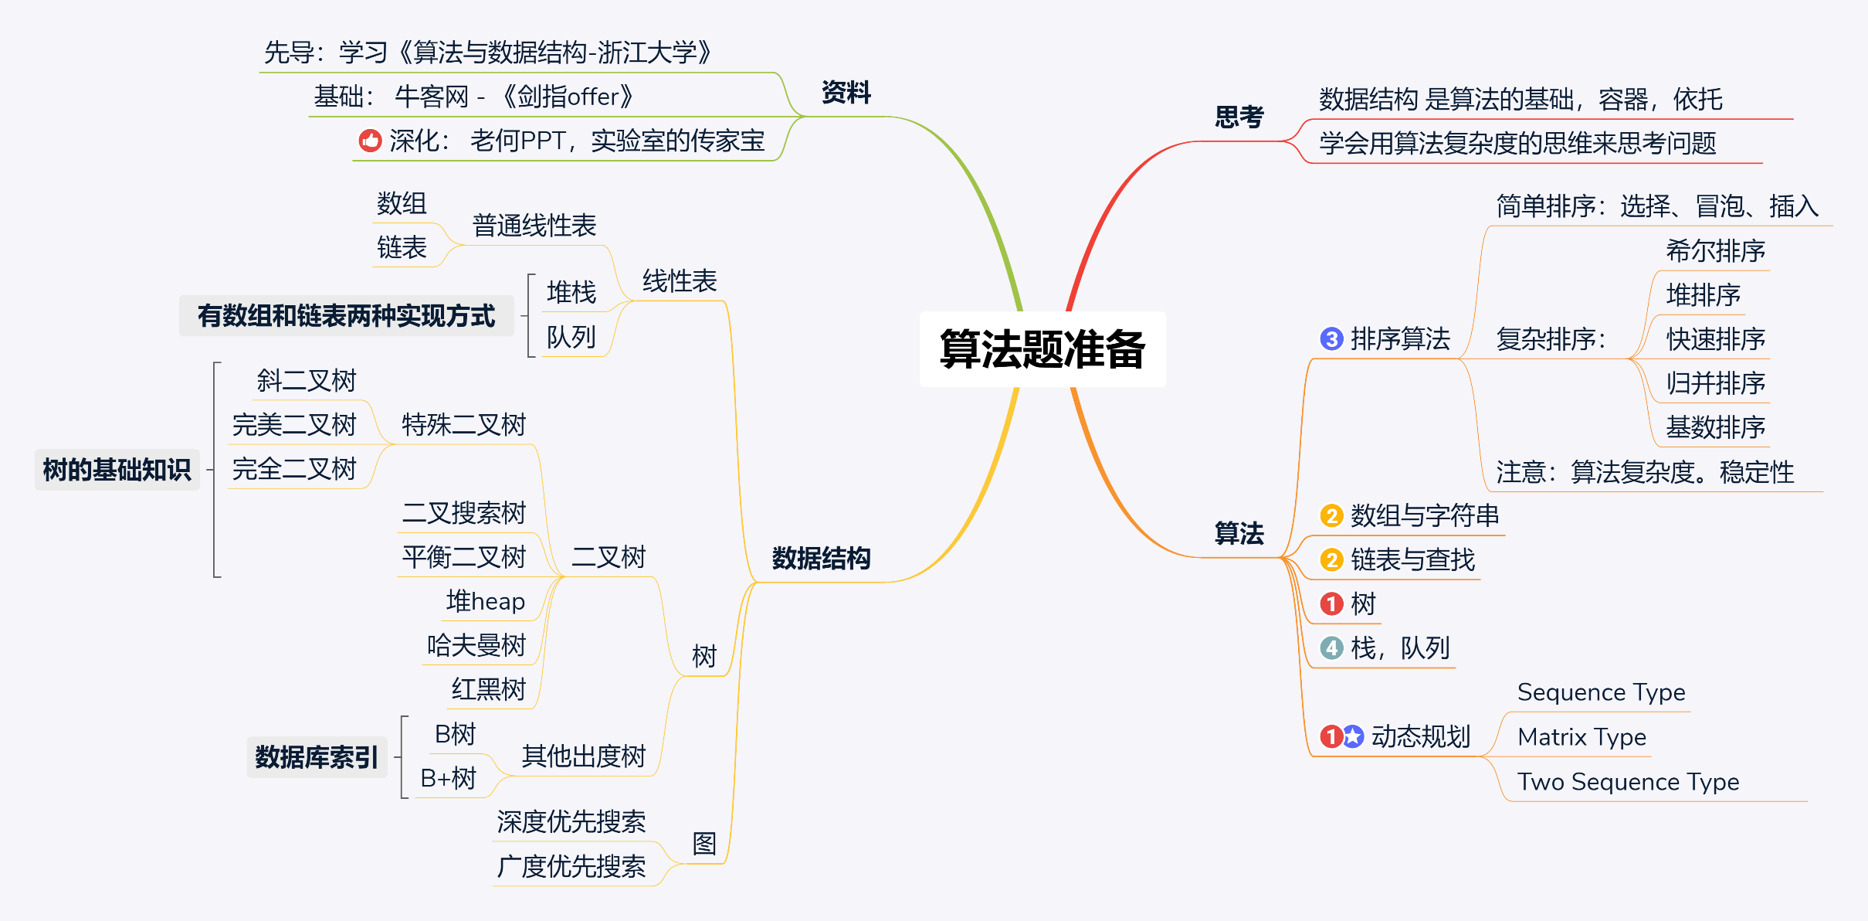 算法题准备
资料
先导：学习《算法与数据结构-浙江大学》
基础： 牛客网 - 《剑指offer》
深化： 老何PPT，实验室的传家宝
思考
数据结构 是算法的基础，容器，依托
学会用算法复杂度的思维来思考问题
数据结构
线性表
普通线性表
数组
链表
堆栈
队列
有数组和链表两种实现方式
树
二叉树
特殊二叉树
斜二叉树
完美二叉树
完全二叉树
树的基础知识
二叉搜索树
平衡二叉树
堆heap
哈夫曼树
红黑树
其他出度树
B树
B+树
数据库索引
图
深度优先搜索
广度优先搜索
算法
3 排序算法
简单排序：选择、冒泡、插入
复杂排序：
希尔排序
堆排序
快速排序
归并排序
基数排序
注意：算法复杂度。稳定性
2 数组与字符串
2 链表与查找
1 树
4 栈，队列
1 动态规划
Sequence Type
Matrix Type
Two Sequence Type